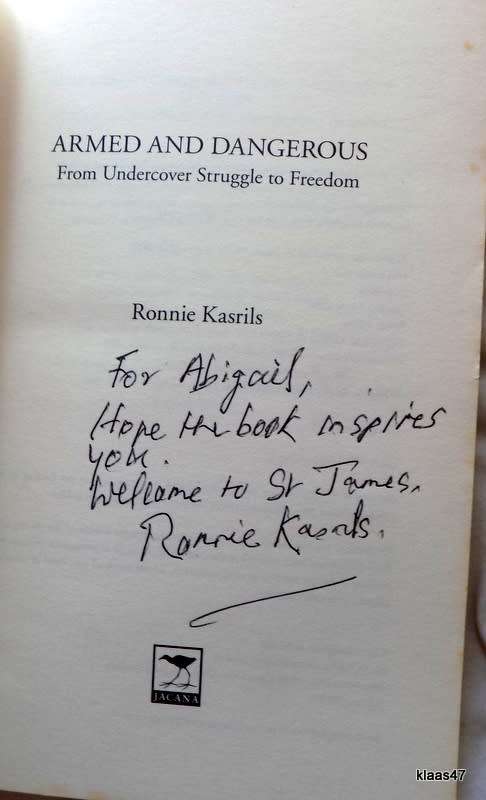 ARMED AND DANGEROUS
From Undercover Struggle to Freedom
Ronnie Kasrils
For Abigail,
Hope the book inspires
you.
Welcome to St James.
Ronnie Kasrils.
JACANA
klaas47